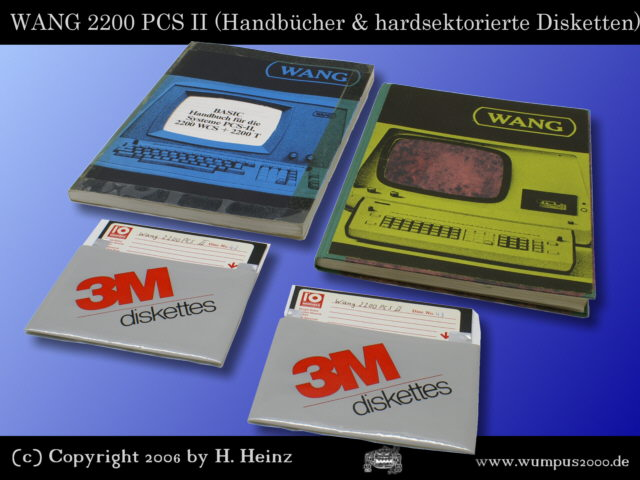 WANG 2200 PCS II (Handbücher & hardsektorierte Disketten)
WANG
BASIC
Handbuch für die
Systeme PCS-II,
2200 WCS + 2200 T
WANG
10
Wang 2200 PCS II
Disc No.
3M
diskettes
10
Wang 2200 PCS II
Disc No.
3M
diskettes
(c) Copyright 2006 by H. Heinz
www.wumpus2000.de